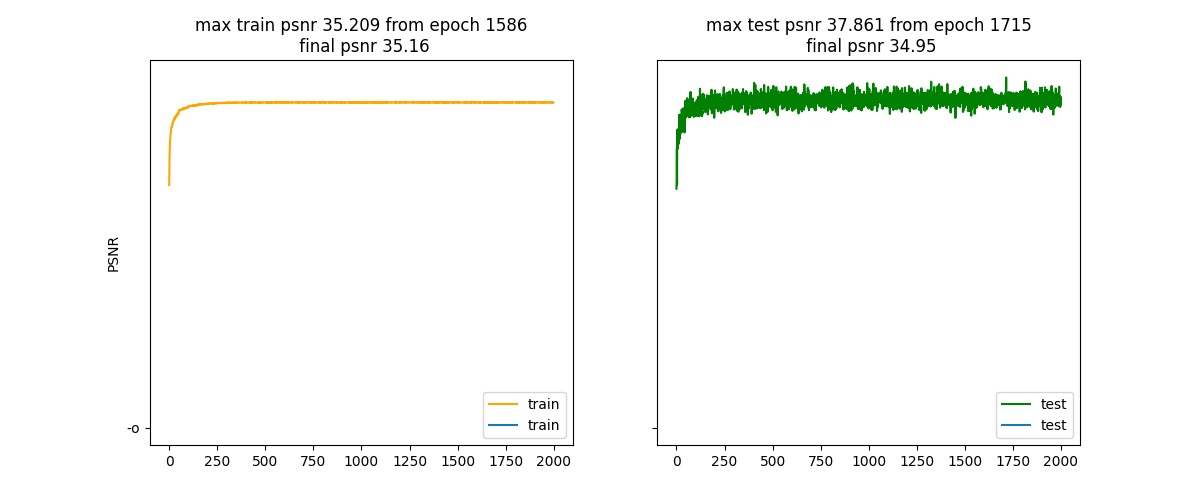 max train psnr 35.209 from epoch 1586
final psnr 35.16
PSNR
-o
0 250 500 750 1000 1250 1500 1750 2000
train
train
max test psnr 37.861 from epoch 1715
final psnr 34.95
0 250 500 750 1000 1250 1500 1750 2000
test
test